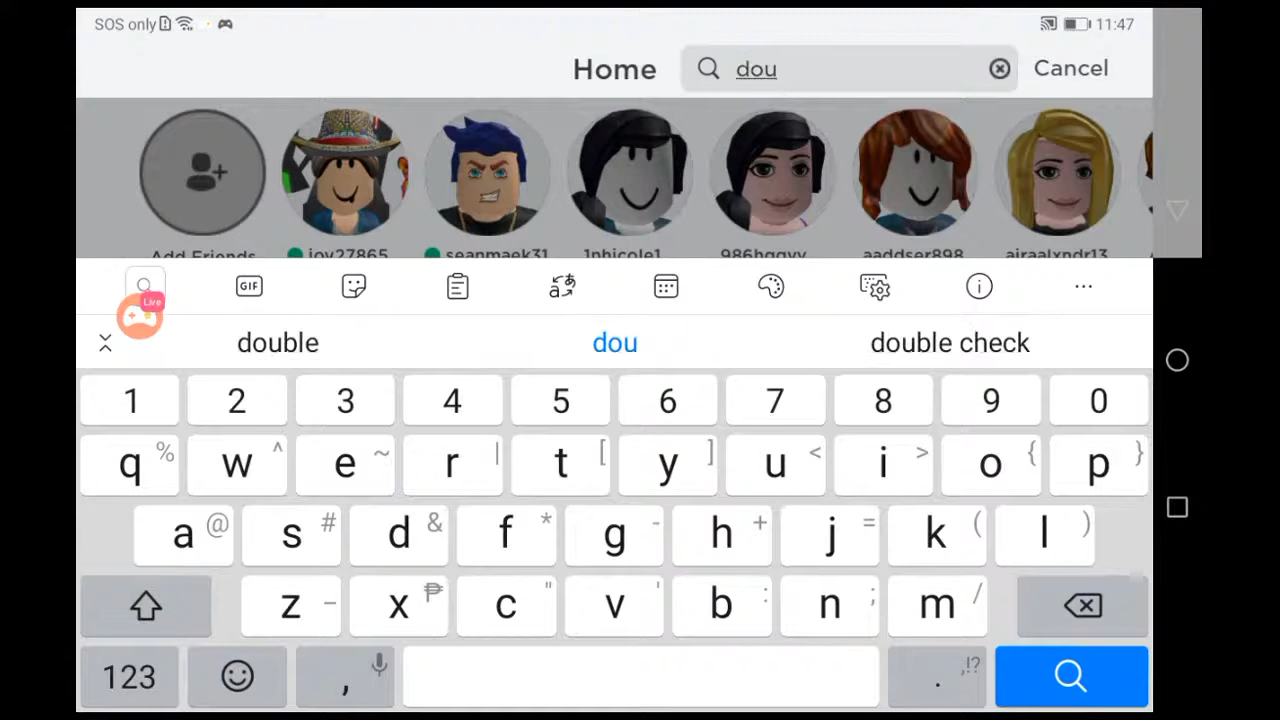 SOS only 11:47
Home dou Cancel
Add Friends joy27865 seanmaek31 1nhicole1 986hggyy aaddser898 airaalxndr13
GIF
Live
double dou double check
1 2 3 4 5 6 7 8 9 0
q % w ^ e ~ r | t [ y ] u < i > o { p }
a @ s # d & f * g - h + j = k ( l )
z _ x ₱ c " v ' b : n ; m /
123 , . ,!?